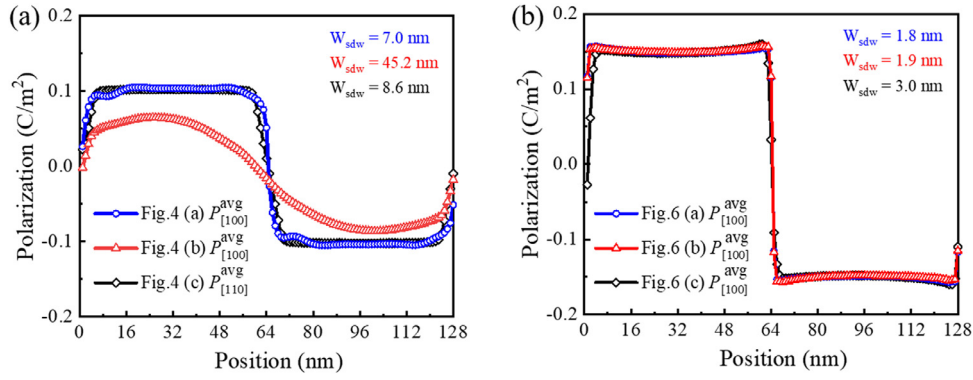 (a)
0.2
0.1
0.0
-0.1
-0.2
Polarization (C/m²)
W_sdw = 7.0 nm
W_sdw = 45.2 nm
W_sdw = 8.6 nm
Fig.4 (a) P_[100]^avg
Fig.4 (b) P_[100]^avg
Fig.4 (c) P_[110]^avg
0 16 32 48 64 80 96 112 128
Position (nm)
(b)
0.2
0.1
0.0
-0.1
-0.2
Polarization (C/m²)
W_sdw = 1.8 nm
W_sdw = 1.9 nm
W_sdw = 3.0 nm
Fig.6 (a) P_[100]^avg
Fig.6 (b) P_[100]^avg
Fig.6 (c) P_[100]^avg
0 16 32 48 64 80 96 112 128
Position (nm)